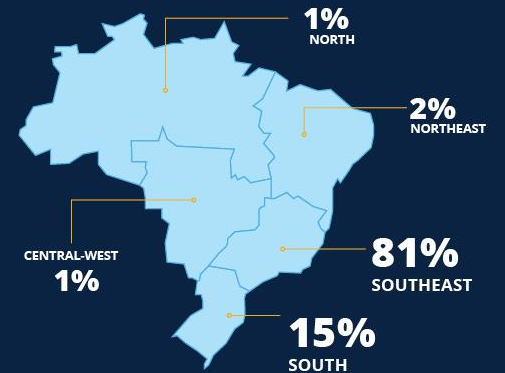 1%
NORTH
2%
NORTHEAST
CENTRAL-WEST
1%
81%
SOUTHEAST
15%
SOUTH